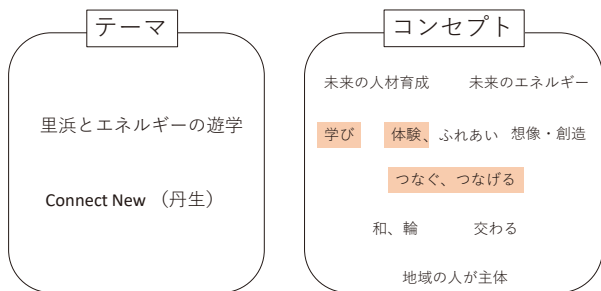 テーマ
里浜とエネルギーの遊学
Connect New （丹生）
コンセプト
未来の人材育成 未来のエネルギー
学び 体験、ふれあい 想像・創造
つなぐ、つなげる
和、輪 交わる
地域の人が主体